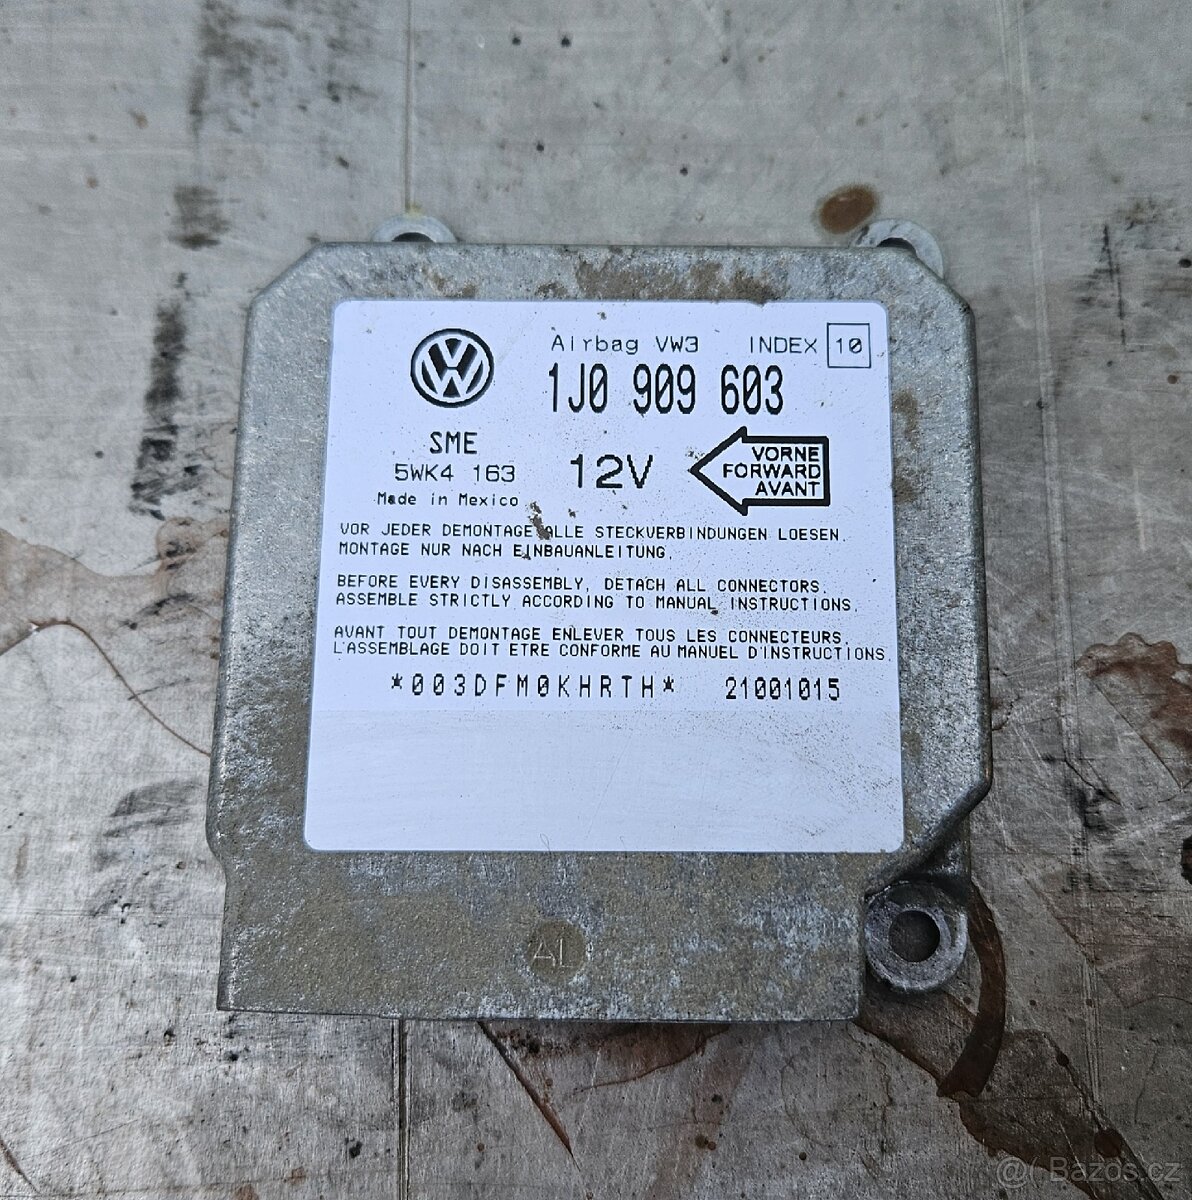 Airbag VW3 INDEX 10
1J0 909 603
SME
5WK4 163
Made in Mexico
12V
VORNE
FORWARD
AVANT
VOR JEDER DEMONTAGE ALLE STECKVERBINDUNGEN LOESEN.
MONTAGE NUR NACH EINBAUANLEITUNG.
BEFORE EVERY DISASSEMBLY, DETACH ALL CONNECTORS.
ASSEMBLE STRICTLY ACCORDING TO MANUAL INSTRUCTIONS.
AVANT TOUT DEMONTAGE ENLEVER TOUS LES CONNECTEURS.
L'ASSEMBLAGE DOIT ETRE CONFORME AU MANUEL D'INSTRUCTIONS.
*003DFM0KHRTH* 21001015
AL
Bazos.cz